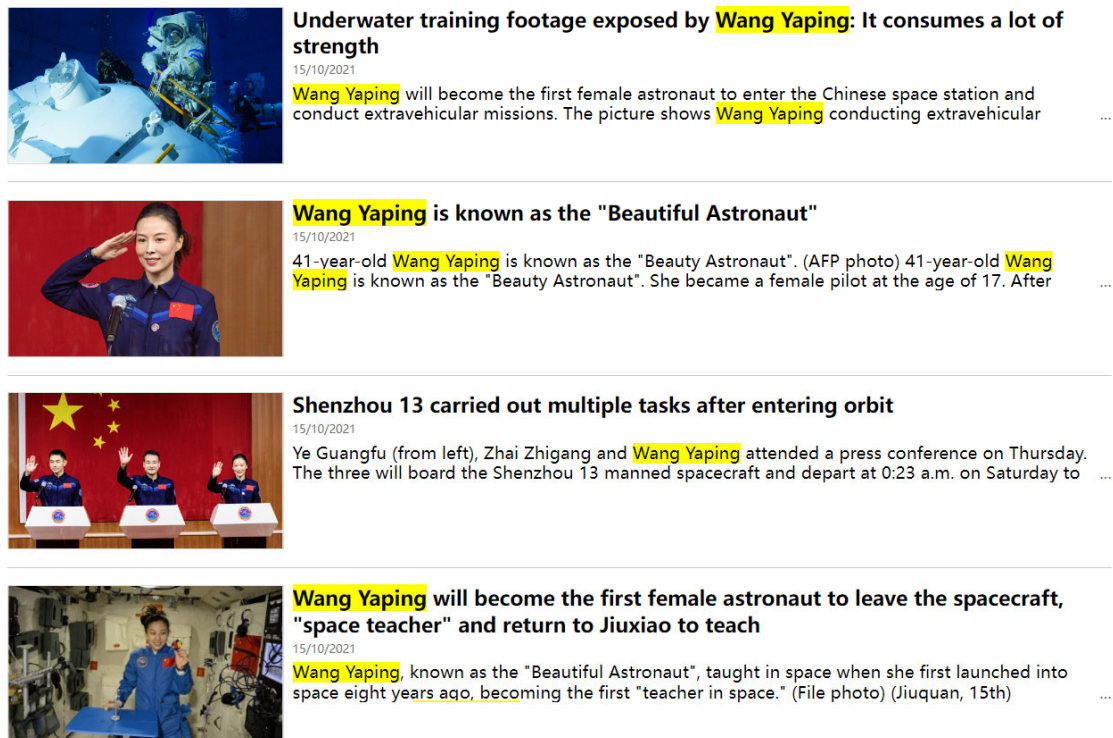 Underwater training footage exposed by Wang Yaping: It consumes a lot of
strength
15/10/2021
Wang Yaping will become the first female astronaut to enter the Chinese space station and
conduct extravehicular missions. The picture shows Wang Yaping conducting extravehicular
...
Wang Yaping is known as the "Beautiful Astronaut"
15/10/2021
41-year-old Wang Yaping is known as the "Beauty Astronaut". (AFP photo) 41-year-old Wang
Yaping is known as the "Beauty Astronaut". She became a female pilot at the age of 17. After
...
Shenzhou 13 carried out multiple tasks after entering orbit
15/10/2021
Ye Guangfu (from left), Zhai Zhigang and Wang Yaping attended a press conference on Thursday.
The three will board the Shenzhou 13 manned spacecraft and depart at 0:23 a.m. on Saturday to
...
Wang Yaping will become the first female astronaut to leave the spacecraft,
"space teacher" and return to Jiuxiao to teach
15/10/2021
Wang Yaping, known as the "Beautiful Astronaut", taught in space when she first launched into
space eight years ago, becoming the first "teacher in space." (File photo) (Jiuquan, 15th)
...